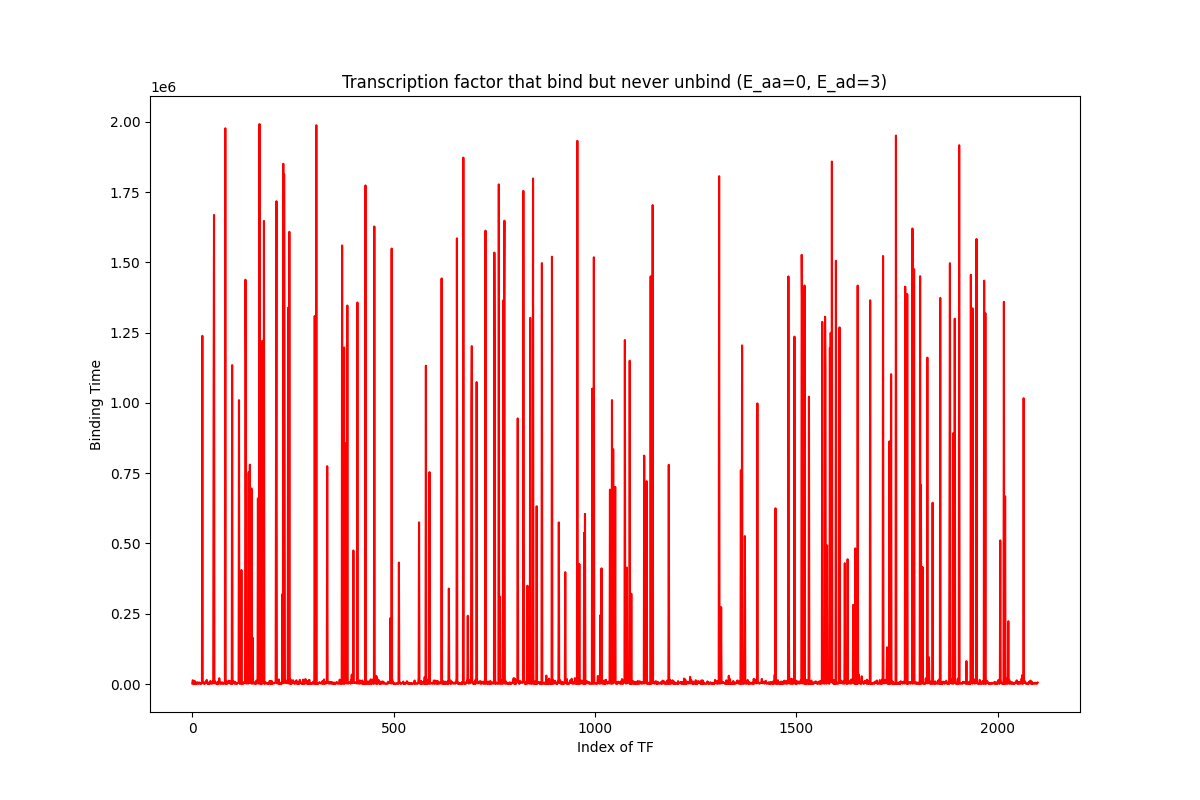 Transcription factor that bind but never unbind (E_aa=0, E_ad=3)
1e6
2.00
1.75
1.50
1.25
1.00
0.75
0.50
0.25
0.00
Binding Time
0 500 1000 1500 2000
Index of TF